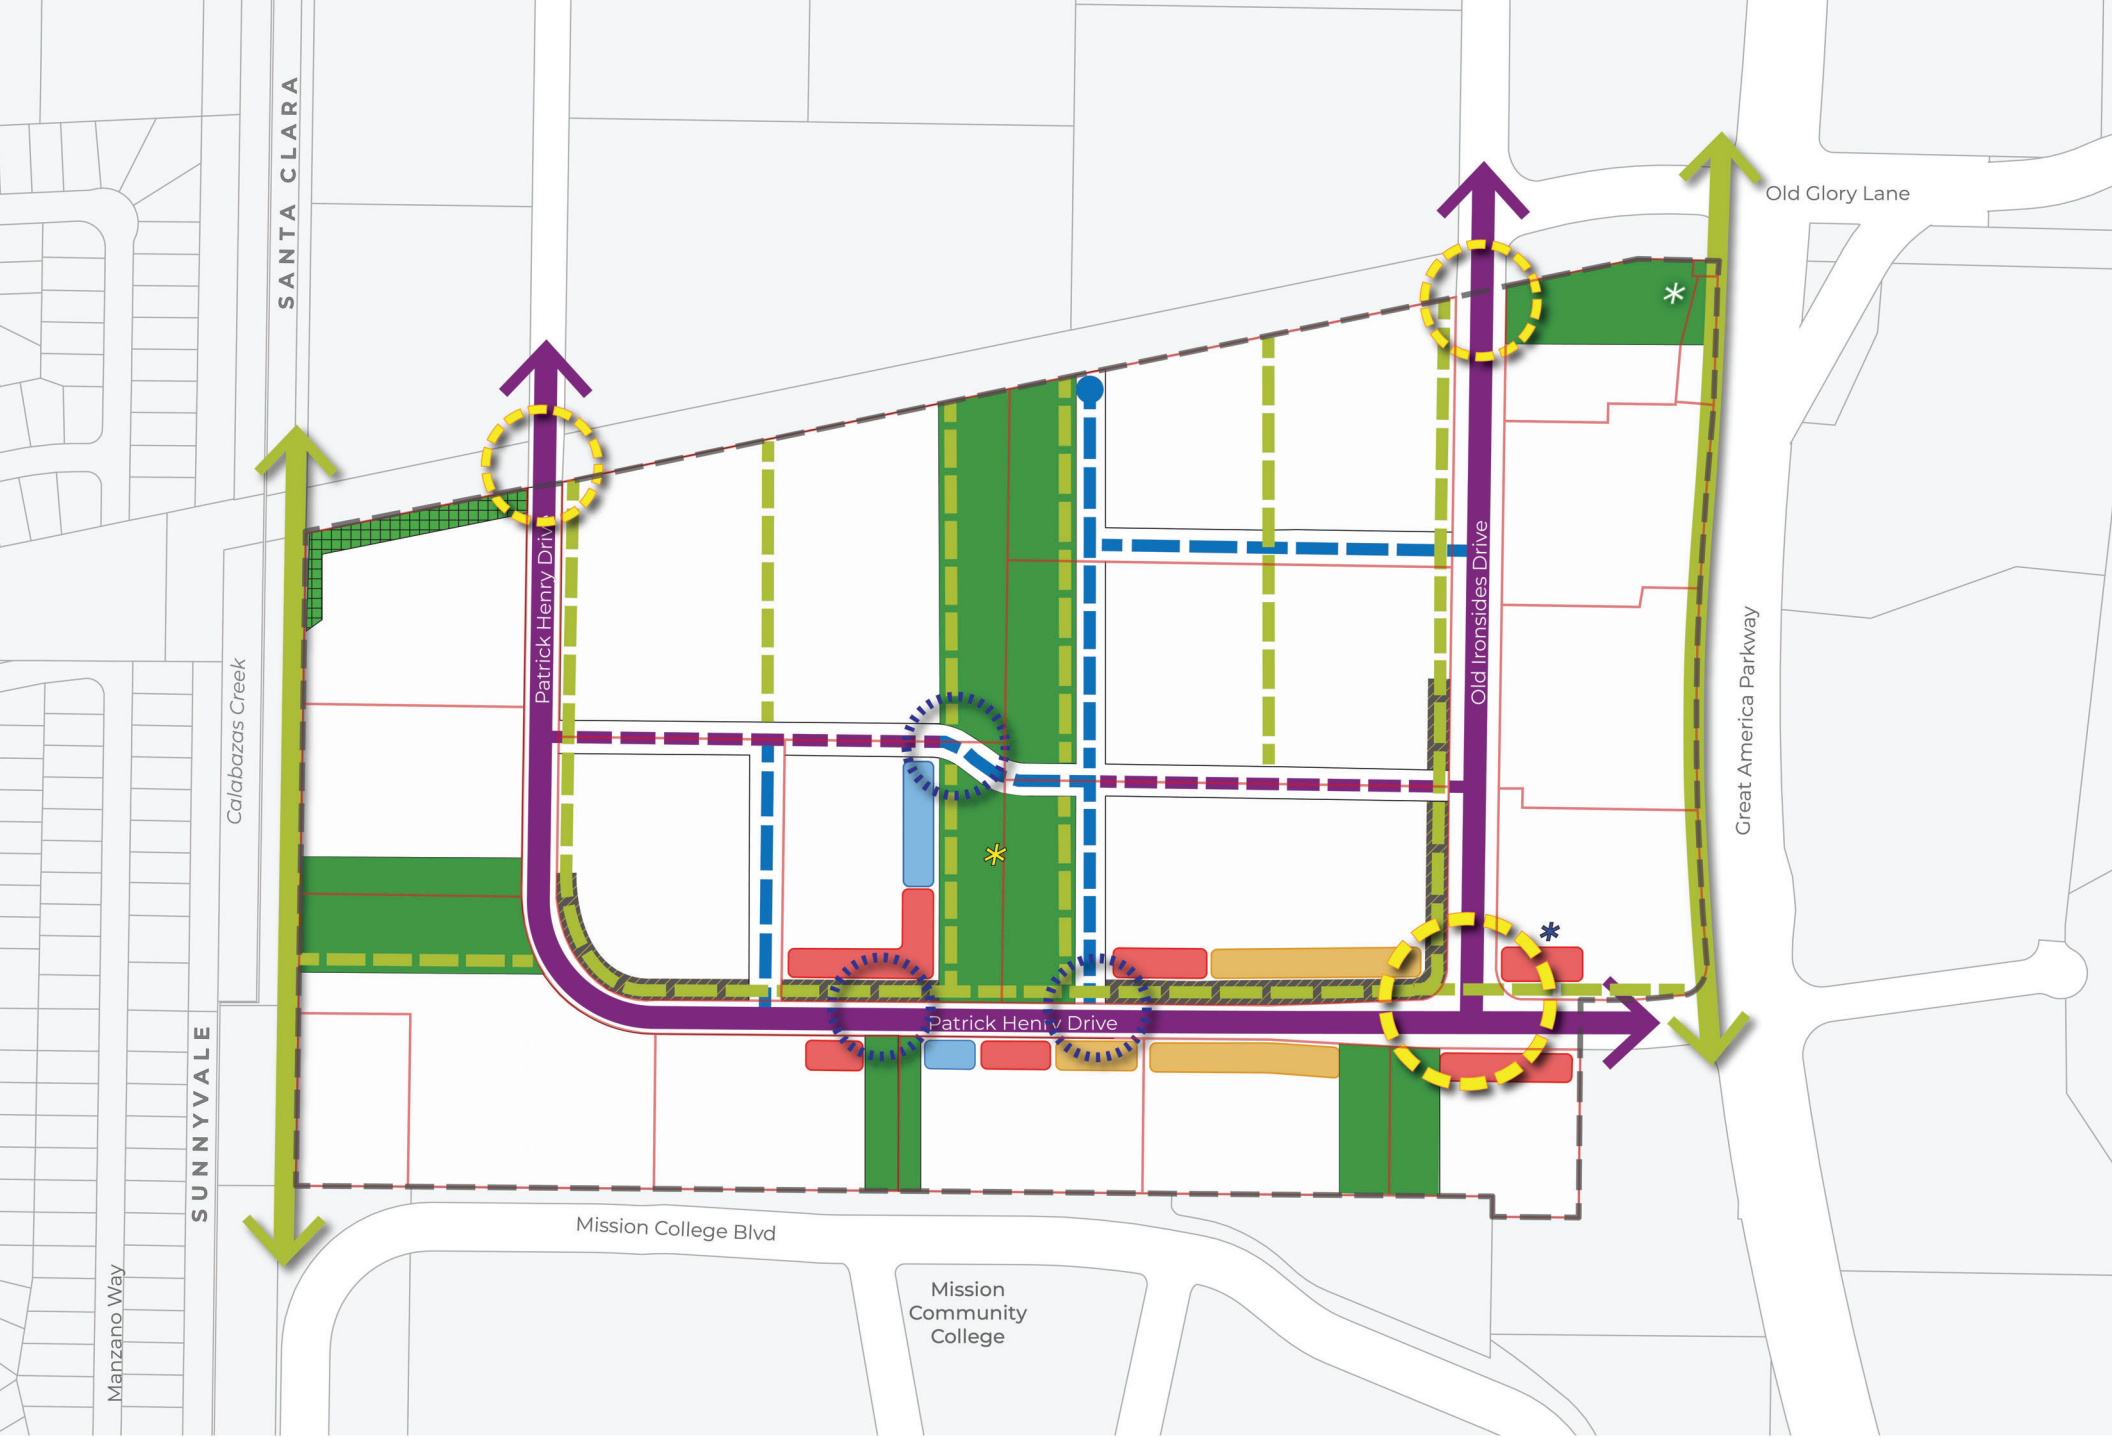 SANTA CLARA
Old Glory Lane
Patrick Henry Drive
Old Ironsides Drive
Great America Parkway
Calabazas Creek
*
*
*
Patrick Henry Drive
SUNNYVALE
Mission College Blvd
Manzano Way
Mission
Community
College